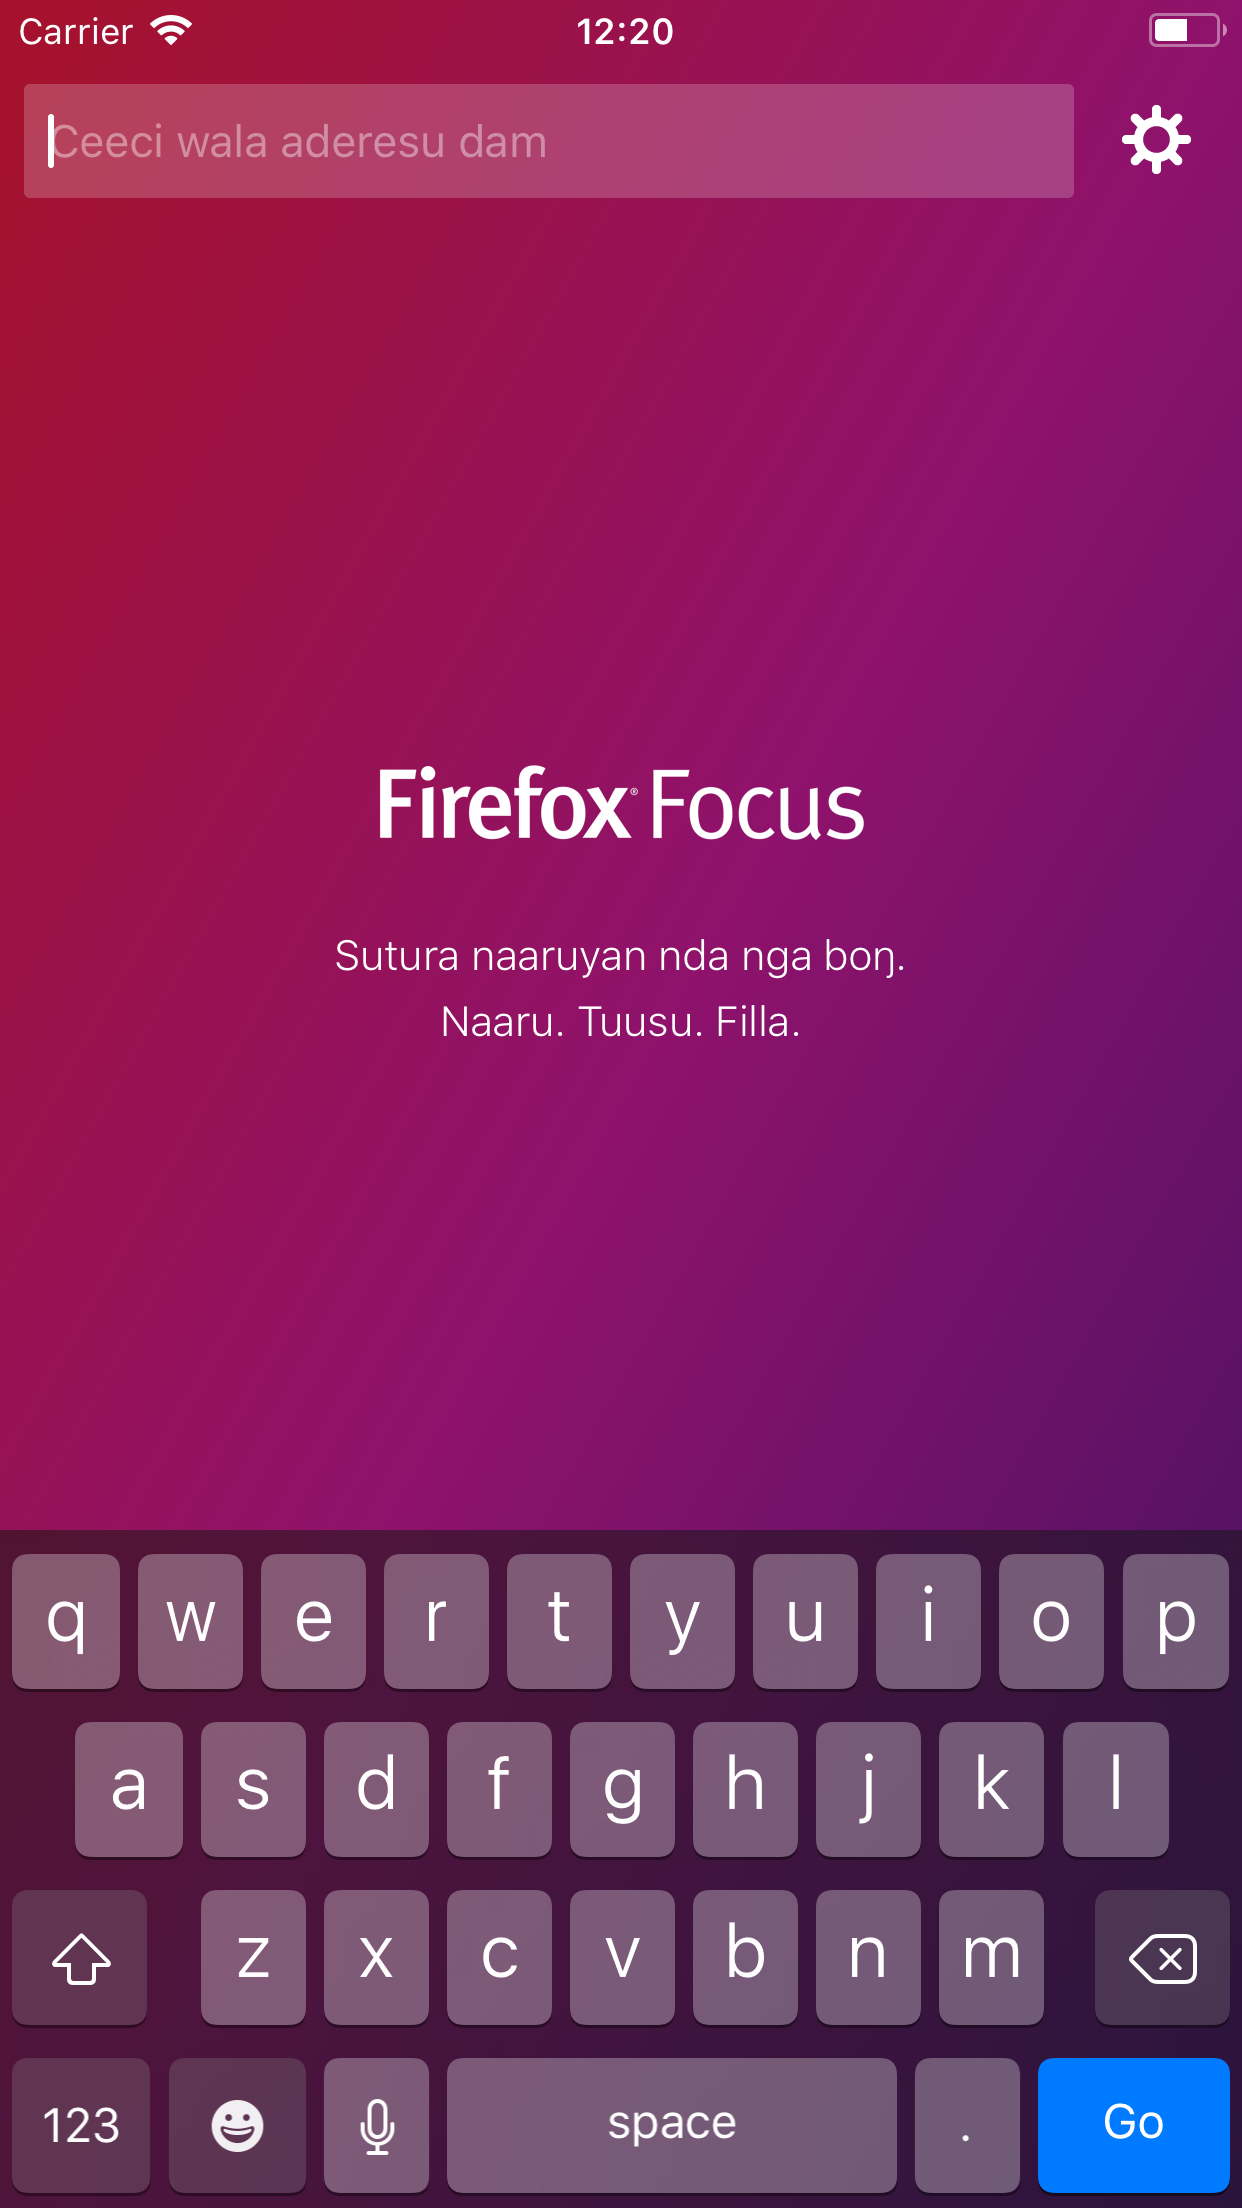 Carrier 12:20
Ceeci wala aderesu dam
Firefox® Focus
Sutura naaruyan nda nga boŋ.
Naaru. Tuusu. Filla.
q w e r t y u i o p
a s d f g h j k l
z x c v b n m
123 space . Go